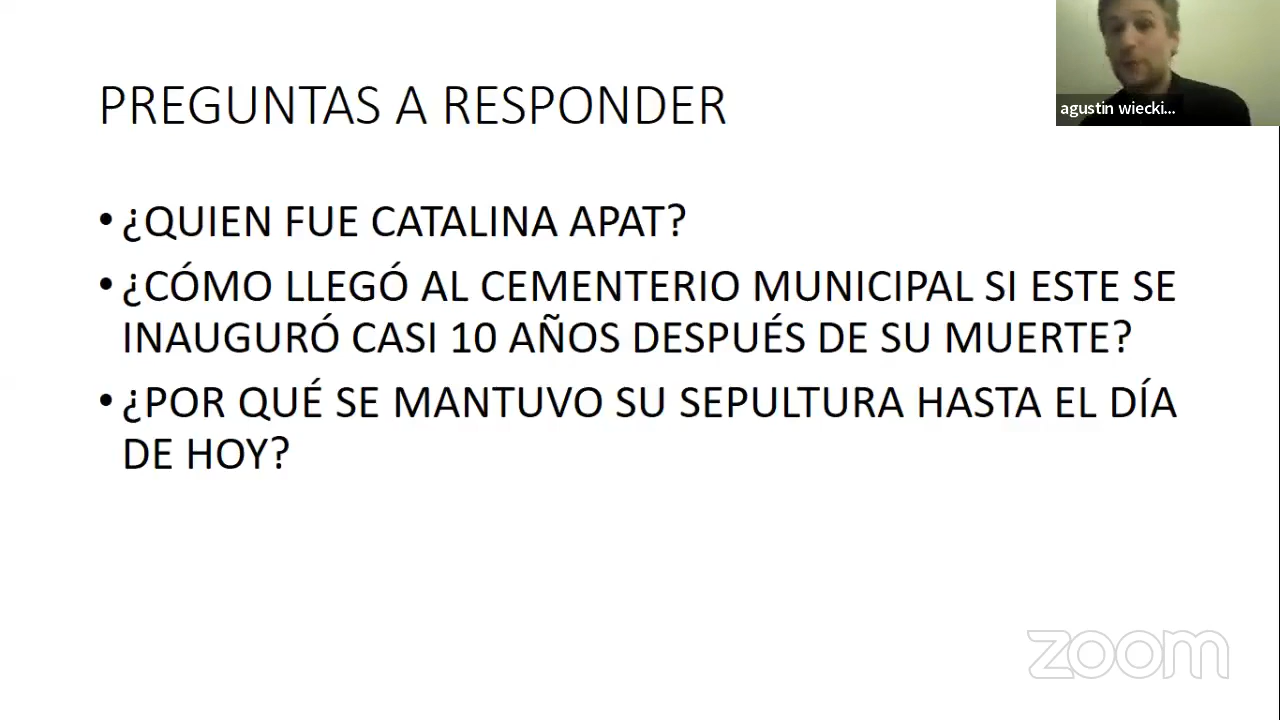 PREGUNTAS A RESPONDER
agustin wiecki...
• ¿QUIEN FUE CATALINA APAT?
• ¿CÓMO LLEGÓ AL CEMENTERIO MUNICIPAL SI ESTE SE
INAUGURÓ CASI 10 AÑOS DESPUÉS DE SU MUERTE?
• ¿POR QUÉ SE MANTUVO SU SEPULTURA HASTA EL DÍA
DE HOY?
zoom